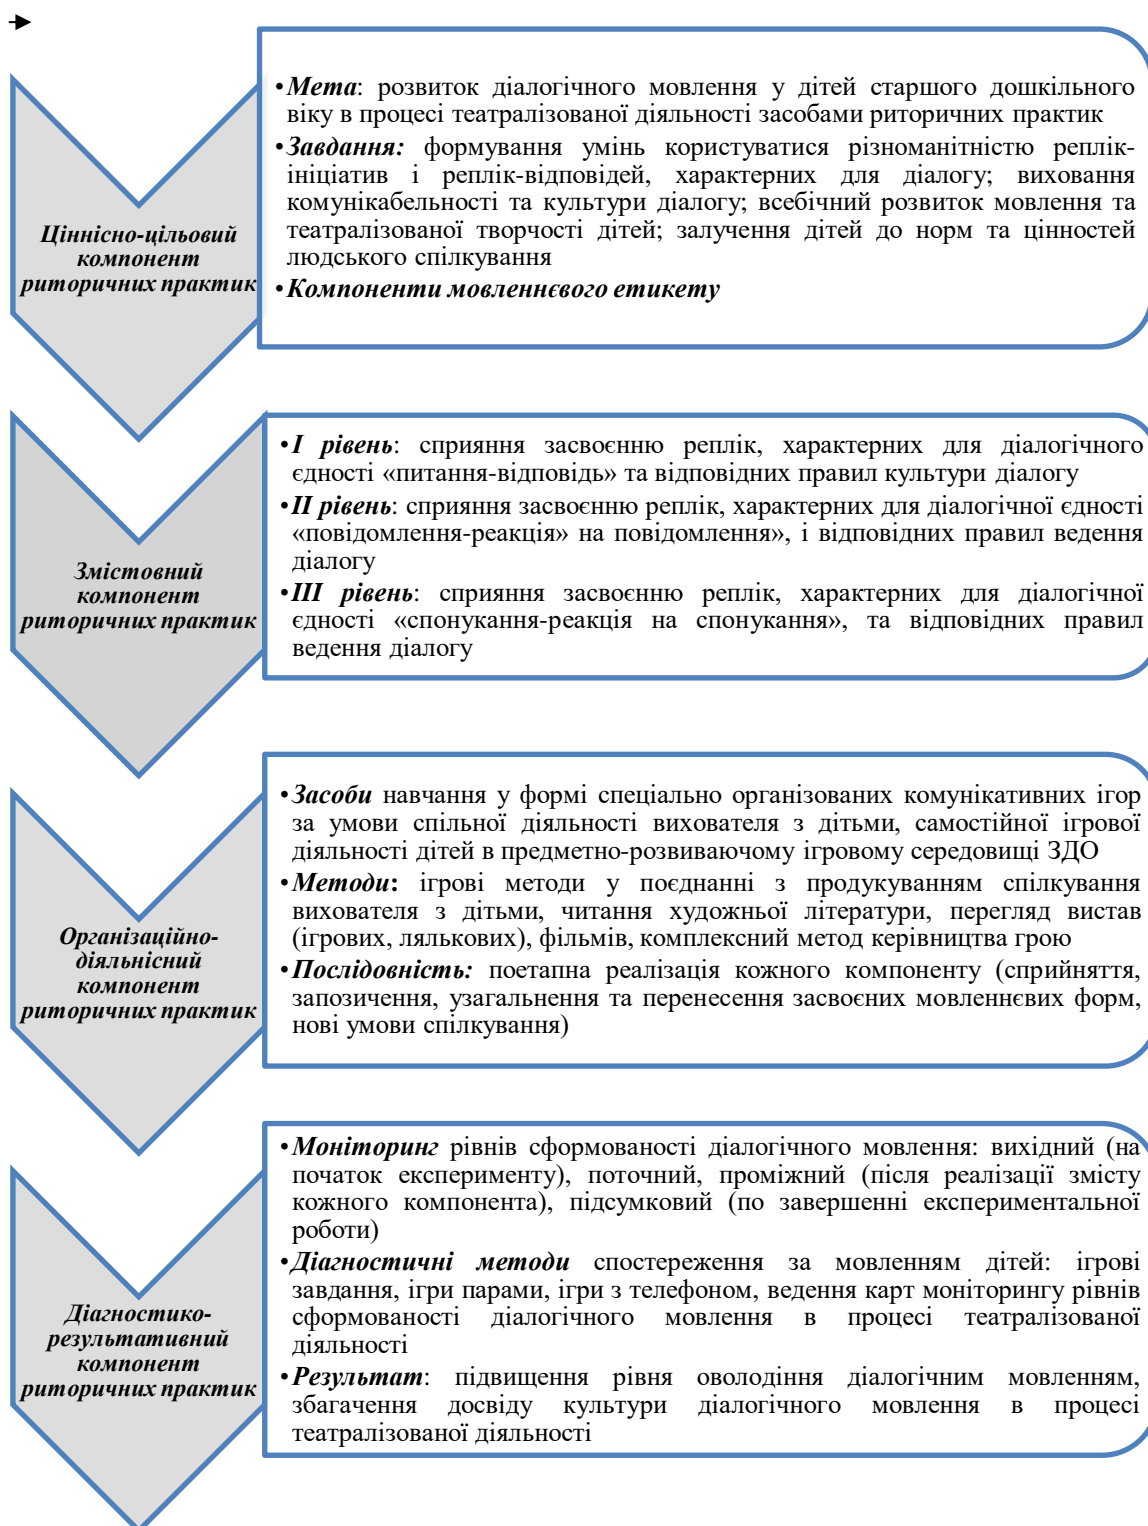 Ціннісно-цільовий
компонент
риторичних практик
•Мета: розвиток діалогічного мовлення у дітей старшого дошкільного
віку в процесі театралізованої діяльності засобами риторичних практик
•Завдання: формування умінь користуватися різноманітністю реплік-
ініціатив і реплік-відповідей, характерних для діалогу; виховання
комунікабельності та культури діалогу; всебічний розвиток мовлення та
театралізованої творчості дітей; залучення дітей до норм та цінностей
людського спілкування
•Компоненти мовленнєвого етикету
Змістовний
компонент
риторичних практик
•І рівень: сприяння засвоєнню реплік, характерних для діалогічного
єдності «питання-відповідь» та відповідних правил культури діалогу
•ІІ рівень: сприяння засвоєнню реплік, характерних для діалогічної єдності
«повідомлення-реакція» на повідомлення», і відповідних правил ведення
діалогу
•ІІІ рівень: сприяння засвоєнню реплік, характерних для діалогічної
єдності «спонукання-реакція на спонукання», та відповідних правил
ведення діалогу
Організаційно-
діяльнісний
компонент
риторичних практик
•Засоби навчання у формі спеціально організованих комунікативних ігор
за умови спільної діяльності вихователя з дітьми, самостійної ігрової
діяльності дітей в предметно-розвиваючому ігровому середовищі ЗДО
•Методи: ігрові методи у поєднанні з продукуванням спілкування
вихователя з дітьми, читання художньої літератури, перегляд вистав
(ігрових, лялькових), фільмів, комплексний метод керівництва грою
•Послідовність: поетапна реалізація кожного компоненту (сприйняття,
запозичення, узагальнення та перенесення засвоєних мовленнєвих форм,
нові умови спілкування)
Діагностико-
результативний
компонент
риторичних практик
•Моніторинг рівнів сформованості діалогічного мовлення: вихідний (на
початок експерименту), поточний, проміжний (після реалізації змісту
кожного компонента), підсумковий (по завершенні експериментальної
роботи)
•Діагностичні методи спостереження за мовленням дітей: ігрові
завдання, ігри парами, ігри з телефоном, ведення карт моніторингу рівнів
сформованості діалогічного мовлення в процесі театралізованої
діяльності
•Результат: підвищення рівня оволодіння діалогічним мовленням,
збагачення досвіду культури діалогічного мовлення в процесі
театралізованої діяльності